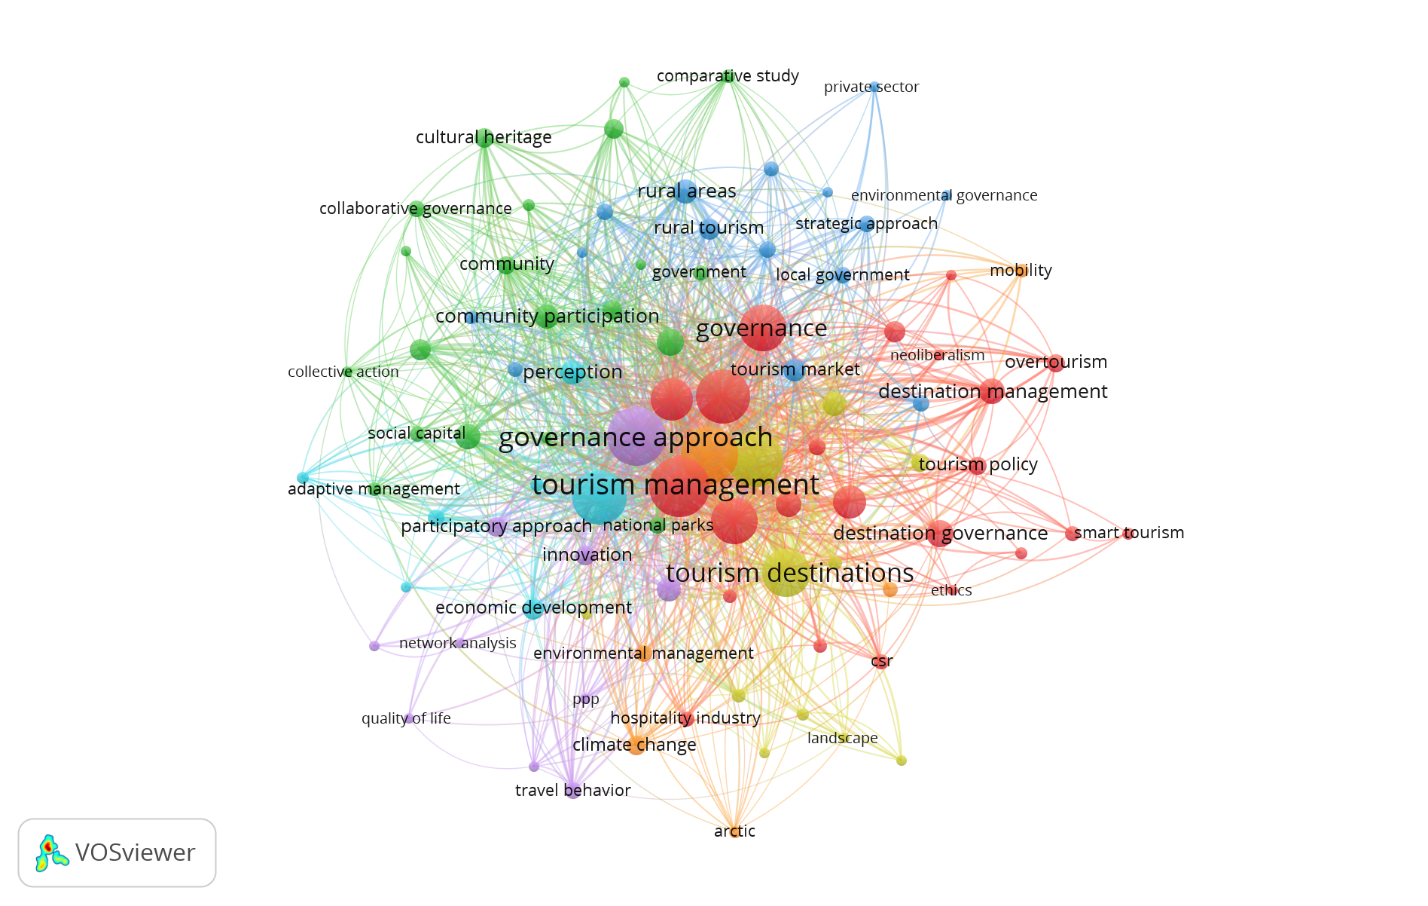 comparative study
private sector
cultural heritage
rural areas
environmental governance
collaborative governance
rural tourism
strategic approach
community
government
local government
mobility
community participation
governance
neoliberalism
overtourism
collective action
perception
tourism market
destination management
social capital
governance approach
tourism policy
adaptive management
tourism management
participatory approach
national parks
destination governance
smart tourism
innovation
tourism destinations
ethics
economic development
network analysis
environmental management
csr
ppp
quality of life
hospitality industry
climate change
landscape
travel behavior
arctic
VOSviewer